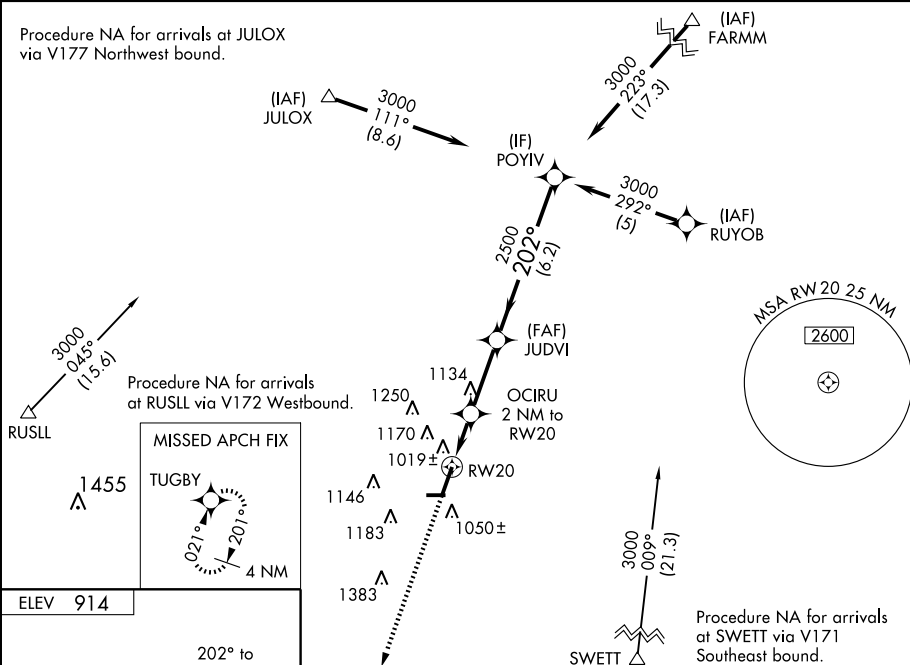 Procedure NA for arrivals at JULOX
via V177 Northwest bound.
(IAF)
FARMM
3000
223°
(17.3)
(IAF)
JULOX
3000
111°
(8.6)
(IF)
POYIV
3000
292°
(5)
(IAF)
RUYOB
2500
202°
(6.2)
MSA RW 20 25 NM
2600
(FAF)
JUDVI
3000
045°
(15.6)
RUSLL
Procedure NA for arrivals
at RUSLL via V172 Westbound.
1134
1250
OCIRU
2 NM to
RW20
1170
1019±
RW20
MISSED APCH FIX
TUGBY
021°
201°
4 NM
1455
1146
1183
1050±
1383
3000
009°
(21.3)
SWETT
Procedure NA for arrivals
at SWETT via V171
Southeast bound.
ELEV 914
202° to